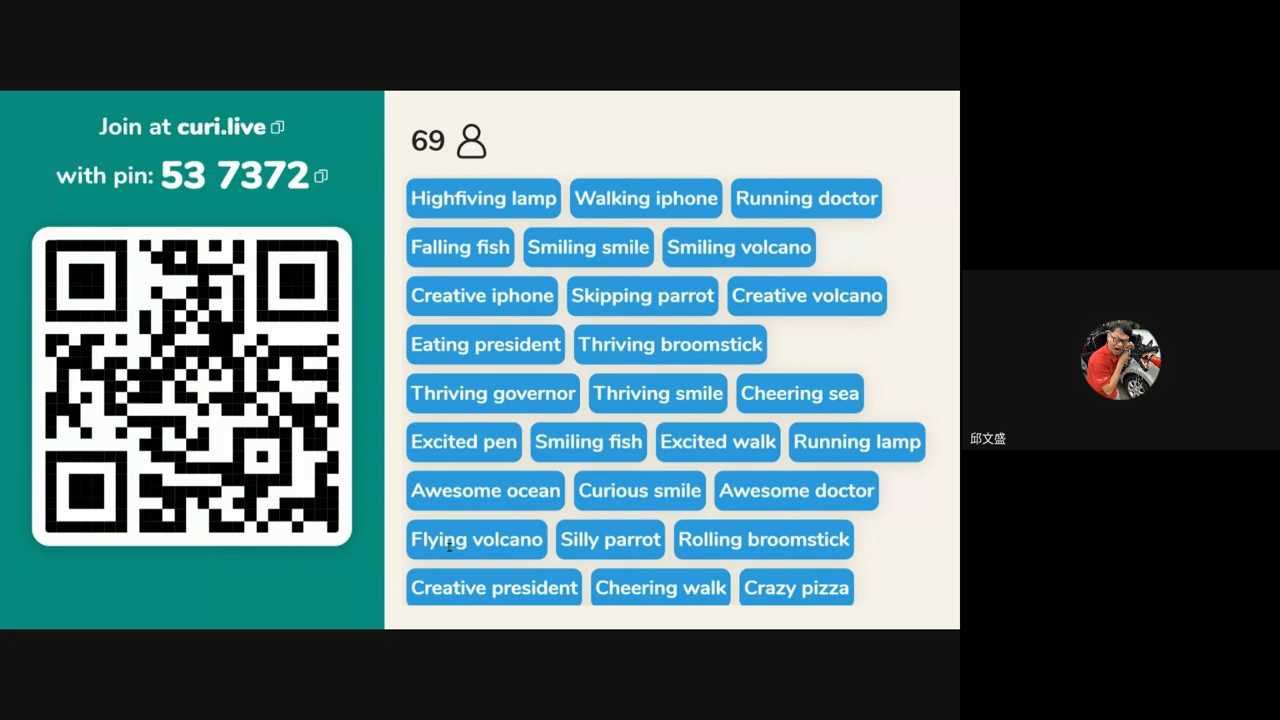 Join at curi.live
with pin: 53 7372
69
Highfiving lamp Walking iphone Running doctor
Falling fish Smiling smile Smiling volcano
Creative iphone Skipping parrot Creative volcano
Eating president Thriving broomstick
Thriving governor Thriving smile Cheering sea
Excited pen Smiling fish Excited walk Running lamp
Awesome ocean Curious smile Awesome doctor
Flying volcano Silly parrot Rolling broomstick
Creative president Cheering walk Crazy pizza
邱文盛